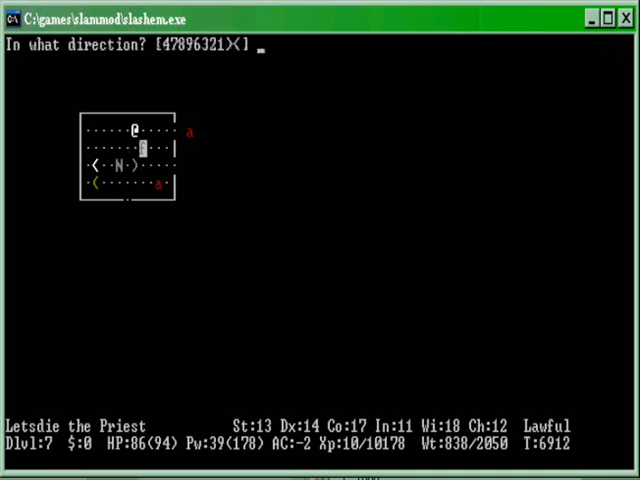 C:\games\slammod\slashem.exe
In what direction? [47896321><] _
······@····· a
·······f···|
·<··N·)·····
·(·······a·|
Letsdie the Priest St:13 Dx:14 Co:17 In:11 Wi:18 Ch:12 Lawful
Dlvl:7 $:0 HP:86(94) Pw:39(178) AC:-2 Xp:10/10178 Wt:838/2050 T:6912